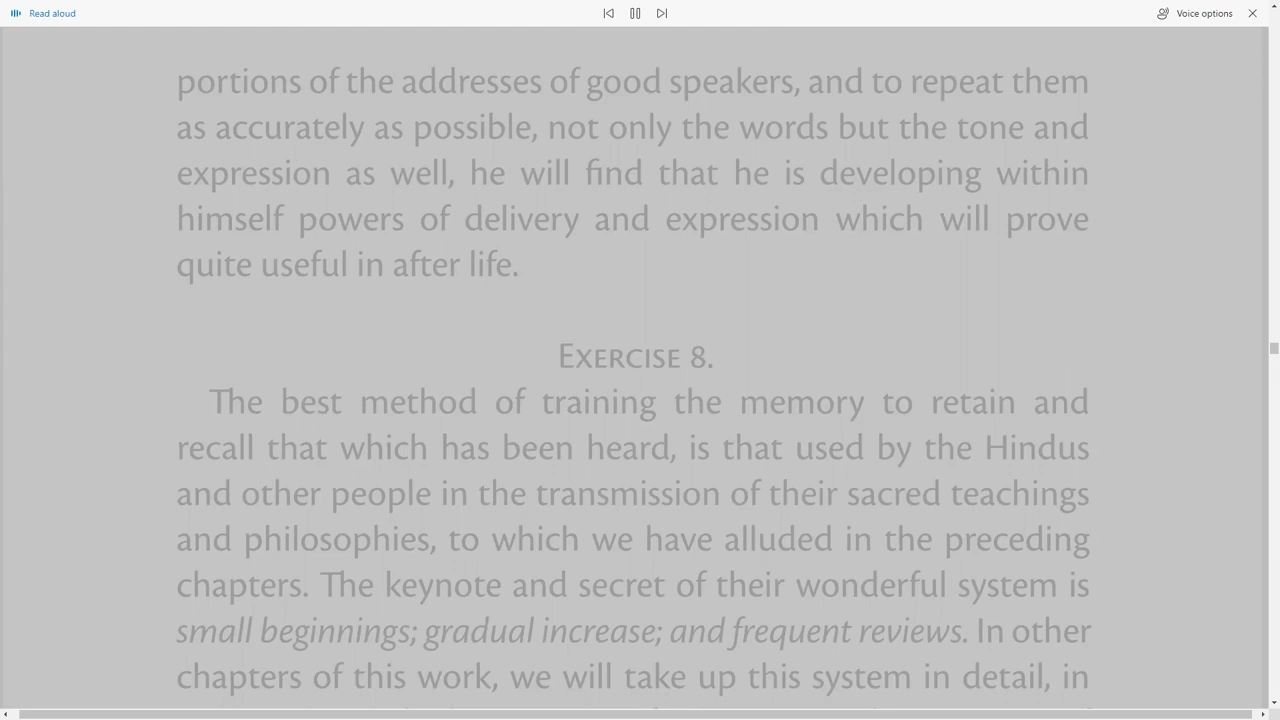 Read aloud
Voice options
portions of the addresses of good speakers, and to repeat them
as accurately as possible, not only the words but the tone and
expression as well, he will find that he is developing within
himself powers of delivery and expression which will prove
quite useful in after life.
Exercise 8.
The best method of training the memory to retain and
recall that which has been heard, is that used by the Hindus
and other people in the transmission of their sacred teachings
and philosophies, to which we have alluded in the preceding
chapters. The keynote and secret of their wonderful system is
small beginnings; gradual increase; and frequent reviews. In other
chapters of this work, we will take up this system in detail, in